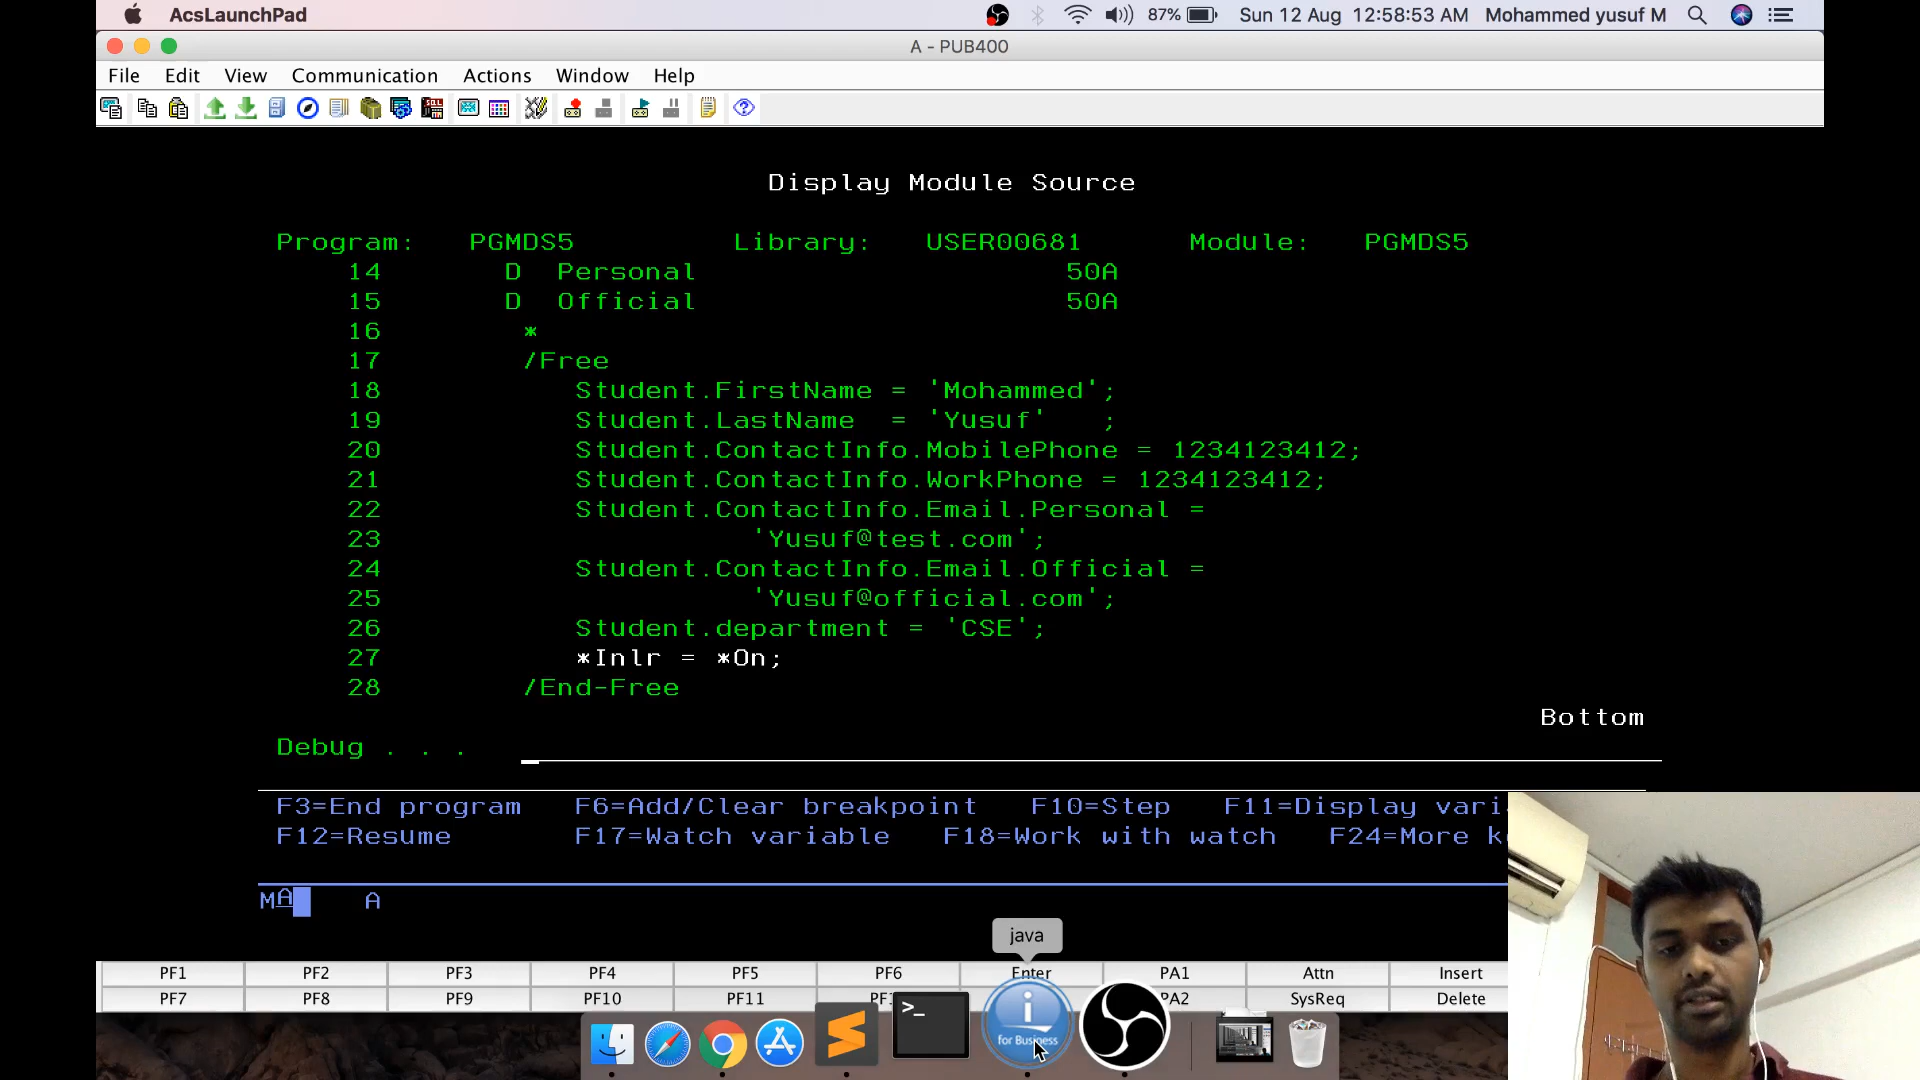 AcsLaunchPad 87% Sun 12 Aug 12:58:53 AM Mohammed yusuf M
A - PUB400
File Edit View Communication Actions Window Help
Display Module Source
Program: PGMDS5 Library: USER00681 Module: PGMDS5
14 D Personal 50A
15 D Official 50A
16 *
17 /Free
18 Student.FirstName = 'Mohammed';
19 Student.LastName = 'Yusuf' ;
20 Student.ContactInfo.MobilePhone = 1234123412;
21 Student.ContactInfo.WorkPhone = 1234123412;
22 Student.ContactInfo.Email.Personal =
23 'Yusuf@test.com';
24 Student.ContactInfo.Email.Official =
25 'Yusuf@official.com';
26 Student.department = 'CSE';
27 *Inlr = *On;
28 /End-Free
Bottom
Debug . . .
F3=End program F6=Add/Clear breakpoint F10=Step F11=Display vari
F12=Resume F17=Watch variable F18=Work with watch F24=More k
MA A
java
PF1 PF2 PF3 PF4 PF5 PF6 Enter PA1 Attn Insert
PF7 PF8 PF9 PF10 PF11 PA2 SysReq Delete
>_
i
for Business